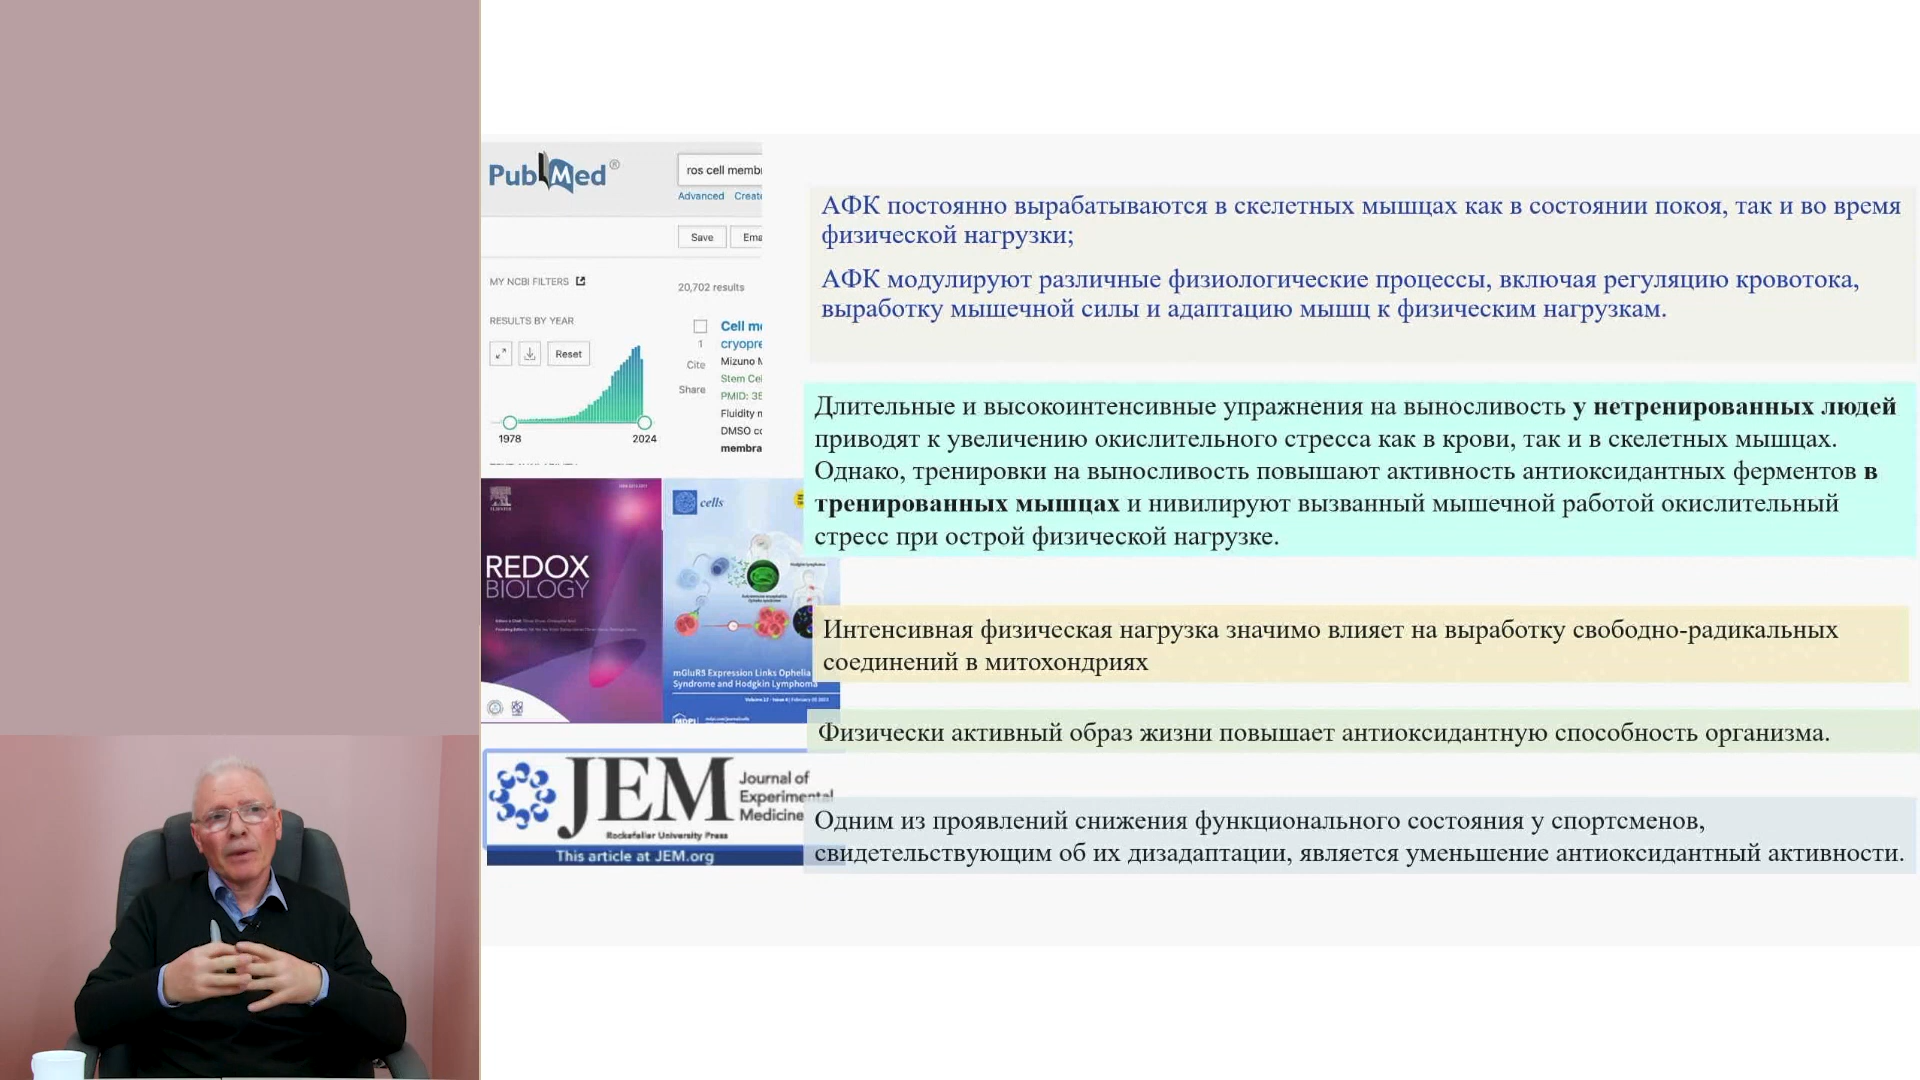 PubMed®
ros cell memb
Advanced Create
Save Ema
MY NCBI FILTERS
20,702 results
RESULTS BY YEAR
Reset
1978 2024
1
Cite
Share
Cell me
cryopre
Mizuno M
Stem Cel
PMID: 35
Fluidity m
DMSO co
membra
REDOX
BIOLOGY
cells
mGluR5 Expression Links Ophelia
Syndrome and Hodgkin Lymphoma
MDPI
JEM
Journal of
Experimental
Medicine
Rockefeller University Press
This article at JEM.org
АФК постоянно вырабатываются в скелетных мышцах как в состоянии покоя, так и во время
физической нагрузки;
АФК модулируют различные физиологические процессы, включая регуляцию кровотока,
выработку мышечной силы и адаптацию мышц к физическим нагрузкам.
Длительные и высокоинтенсивные упражнения на выносливость у нетренированных людей
приводят к увеличению окислительного стресса как в крови, так и в скелетных мышцах.
Однако, тренировки на выносливость повышают активность антиоксидантных ферментов в
тренированных мышцах и нивилируют вызванный мышечной работой окислительный
стресс при острой физической нагрузке.
Интенсивная физическая нагрузка значимо влияет на выработку свободно-радикальных
соединений в митохондриях
Физически активный образ жизни повышает антиоксидантную способность организма.
Одним из проявлений снижения функционального состояния у спортсменов,
свидетельствующим об их дизадаптации, является уменьшение антиоксидантный активности.